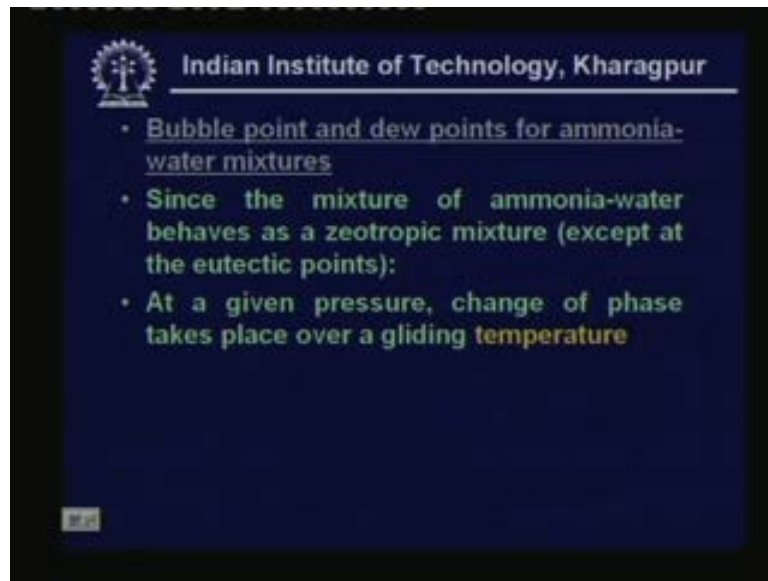 Indian Institute of Technology, Kharagpur
• Bubble point and dew points for ammonia-
water mixtures
• Since the mixture of ammonia-water
behaves as a zeotropic mixture (except at
the eutectic points):
• At a given pressure, change of phase
takes place over a gliding temperature